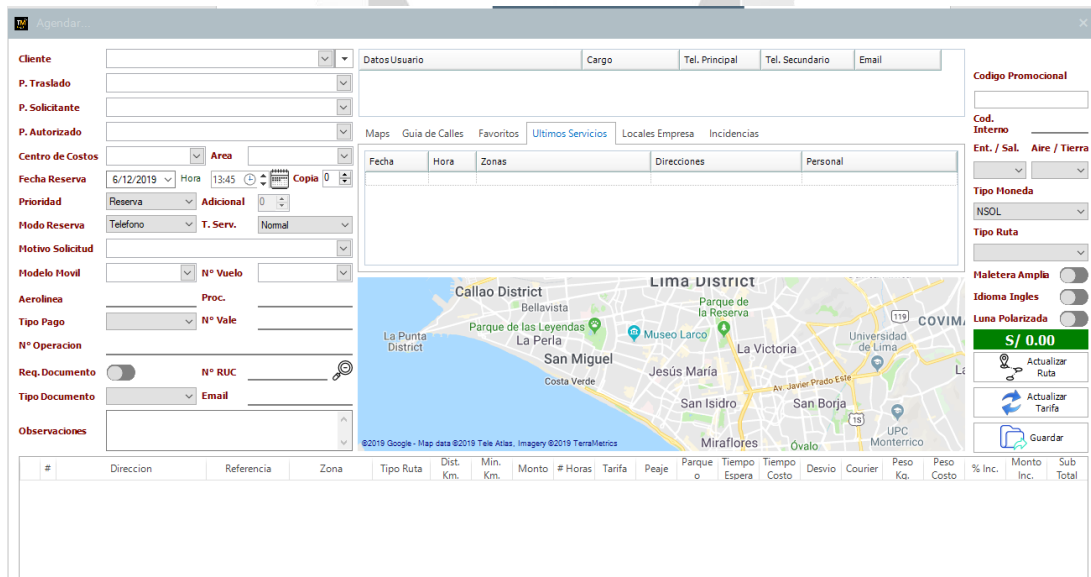 TM Agendar...
Cliente
P. Traslado
P. Solicitante
P. Autorizado
Centro de Costos Area
Fecha Reserva 6/12/2019 Hora 13:45 Copia 0
Prioridad Reserva Adicional 0
Modo Reserva Telefono T. Serv. Normal
Motivo Solicitud
Modelo Movil N° Vuelo
Aerolinea Proc.
Tipo Pago N° Vale
N° Operacion
Req. Documento N° RUC
Tipo Documento Email
Observaciones
Datos Usuario Cargo Tel. Principal Tel. Secundario Email
Maps Guia de Calles Favoritos Ultimos Servicios Locales Empresa Incidencias
Fecha Hora Zonas Direcciones Personal
Lima District
Callao District
Bellavista
Parque de
la Reserva
Parque de las Leyendas
La Perla
Museo Larco
La Punta
District
La Victoria
119
COVIMA
Universidad
de Lima
San Miguel
Costa Verde
Jesús María
La
Av. Javier Prado Este
San Isidro
San Borja
1S
UPC
Monterrico
Miraflores
Óvalo
©2019 Google - Map data ©2019 Tele Atlas, Imagery ©2019 TerraMetrics
Codigo Promocional
Cod.
Interno
Ent. / Sal. Aire / Tierra
Tipo Moneda
NSOL
Tipo Ruta
Maletera Amplia
Idioma Ingles
Luna Polarizada
S/ 0.00
Actualizar
Ruta
Actualizar
Tarifa
Guardar
# Direccion Referencia Zona Tipo Ruta Dist. Km. Min. Km. Monto # Horas Tarifa Peaje Parqueo Tiempo Espera Tiempo Costo Desvio Courier Peso Kg. Peso Costo % Inc. Monto Inc. Sub Total